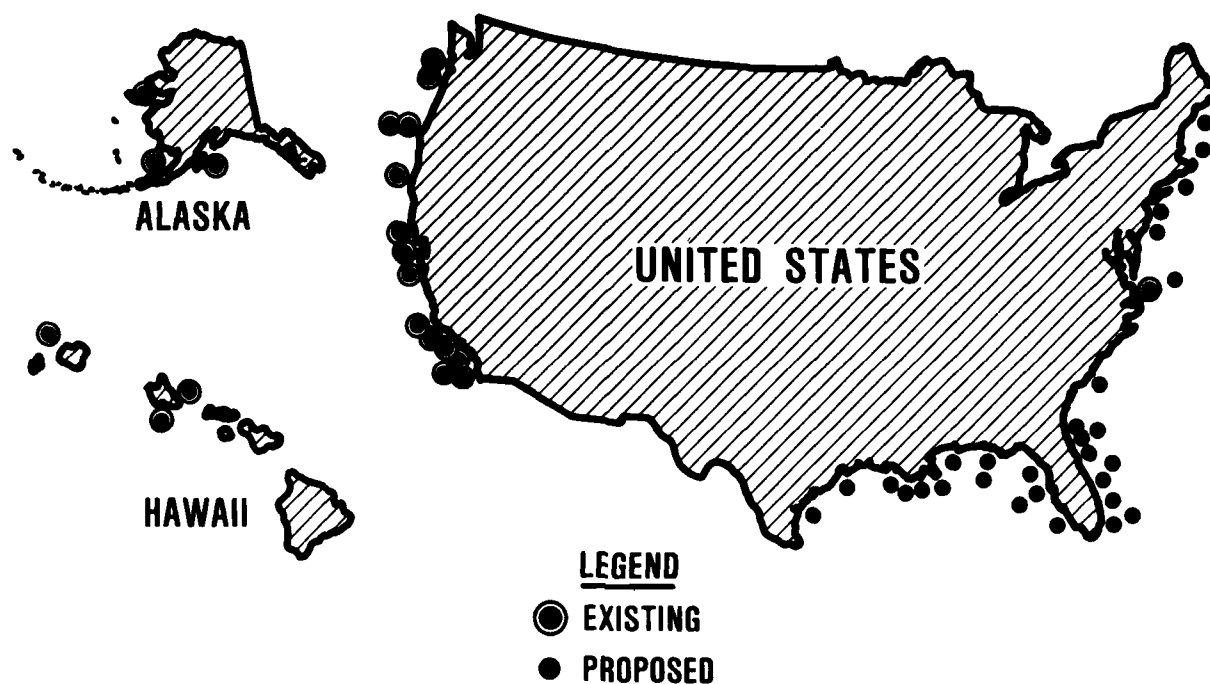 ALASKA
UNITED STATES
HAWAII
LEGEND
EXISTING
PROPOSED